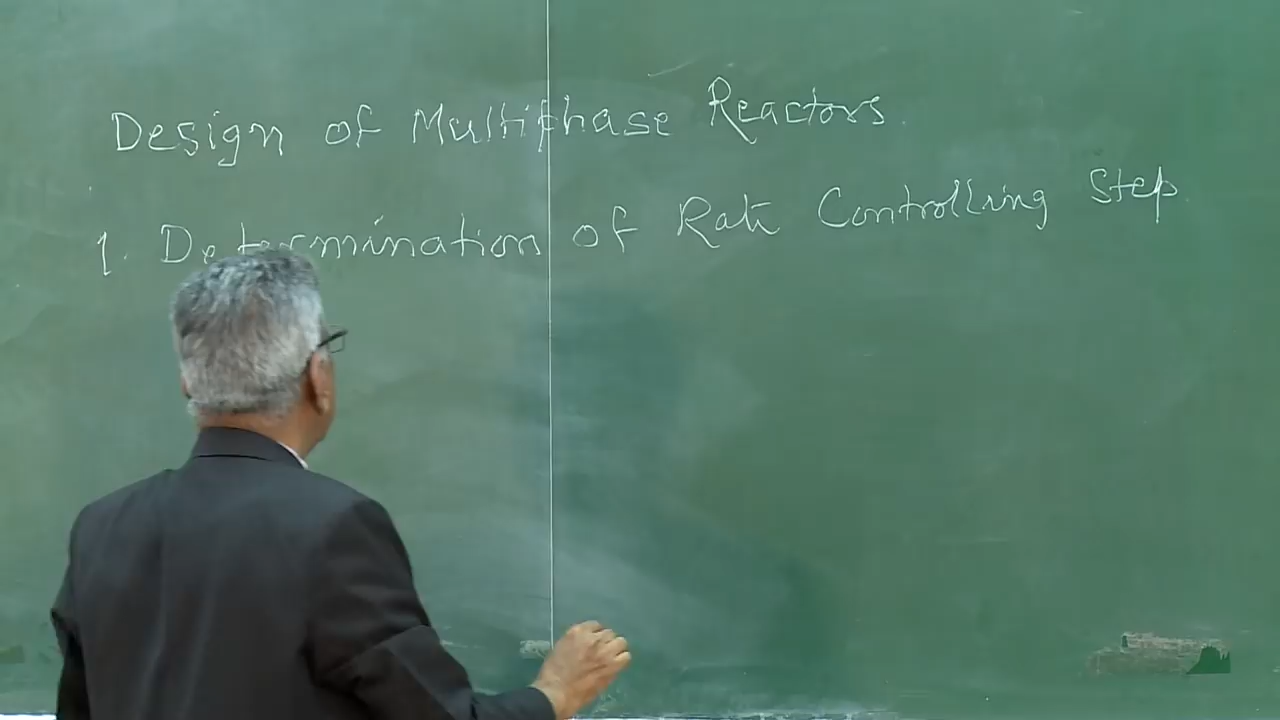 Design of Multiphase Reactors.
1. Determination of Rate Controlling Step.